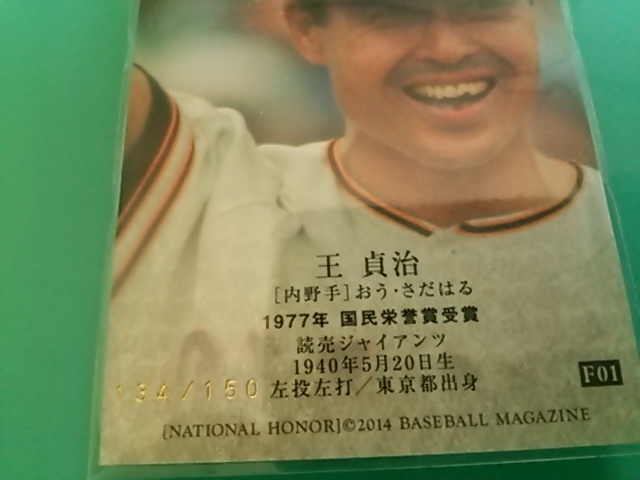 王 貞治
[内野手]おう・さだはる
1977年 国民栄誉賞受賞
読売ジャイアンツ
1940年5月20日生
134/150 左投左打／東京都出身
F01
[NATIONAL HONOR]©2014 BASEBALL MAGAZINE